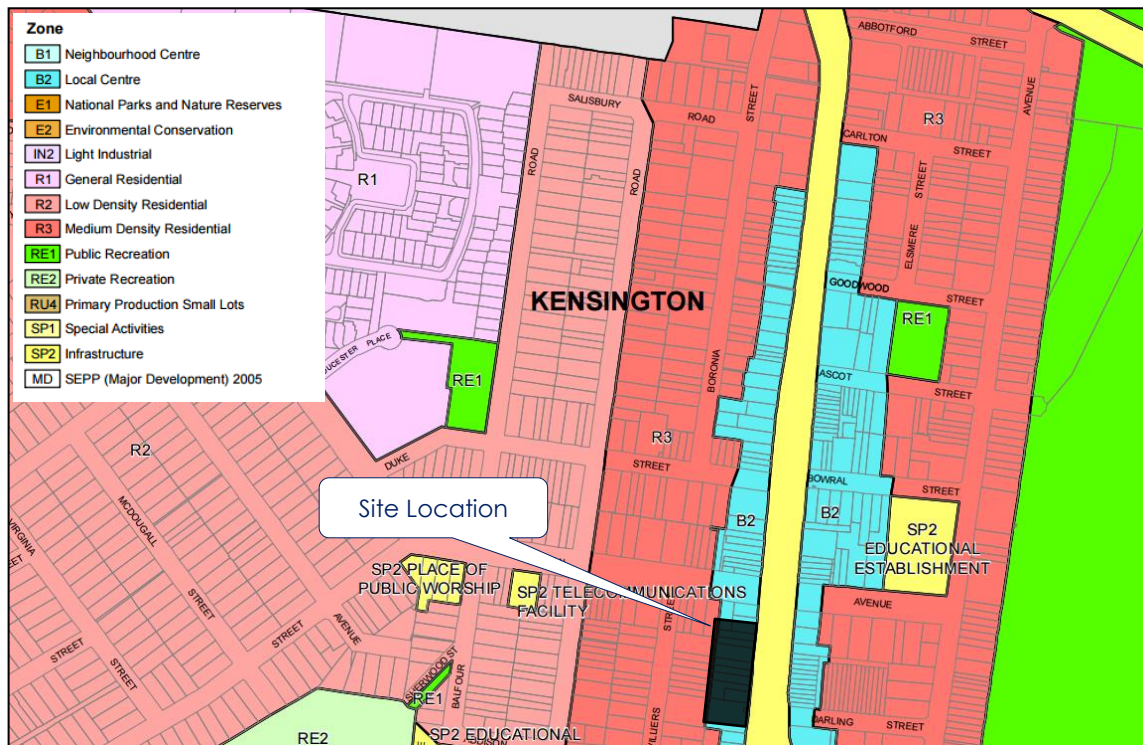 Zone
B1 Neighbourhood Centre
B2 Local Centre
E1 National Parks and Nature Reserves
E2 Environmental Conservation
IN2 Light Industrial
R1 General Residential
R2 Low Density Residential
R3 Medium Density Residential
RE1 Public Recreation
RE2 Private Recreation
RU4 Primary Production Small Lots
SP1 Special Activities
SP2 Infrastructure
MD SEPP (Major Development) 2005
ABBOTFORD
STREET
SALISBURY
ROAD
STREET
AVENUE
R3
CARLTON
STREET
ROAD
ROAD
R1
STREET
ELSMERE
KENSINGTON
GOODWOOD
STREET
RE1
PLACE
RE1
BORONIA
ASCOT
STREET
R3
R2
DUKE
STREET
BOWRAL
STREET
MCDOUGALL
Site Location
B2
B2
SP2
EDUCATIONAL
ESTABLISHMENT
VIRGINIA
SP2 PLACE OF
PUBLIC WORSHIP
SP2 TELECOMMUNICATIONS
FACILITY
STREET
AVENUE
STREET
AVENUE
STREET
STREET
STREET
SHERWOOD ST
RE1
BALFOUR
DARLING
STREET
RE2
SP2 EDUCATIONAL